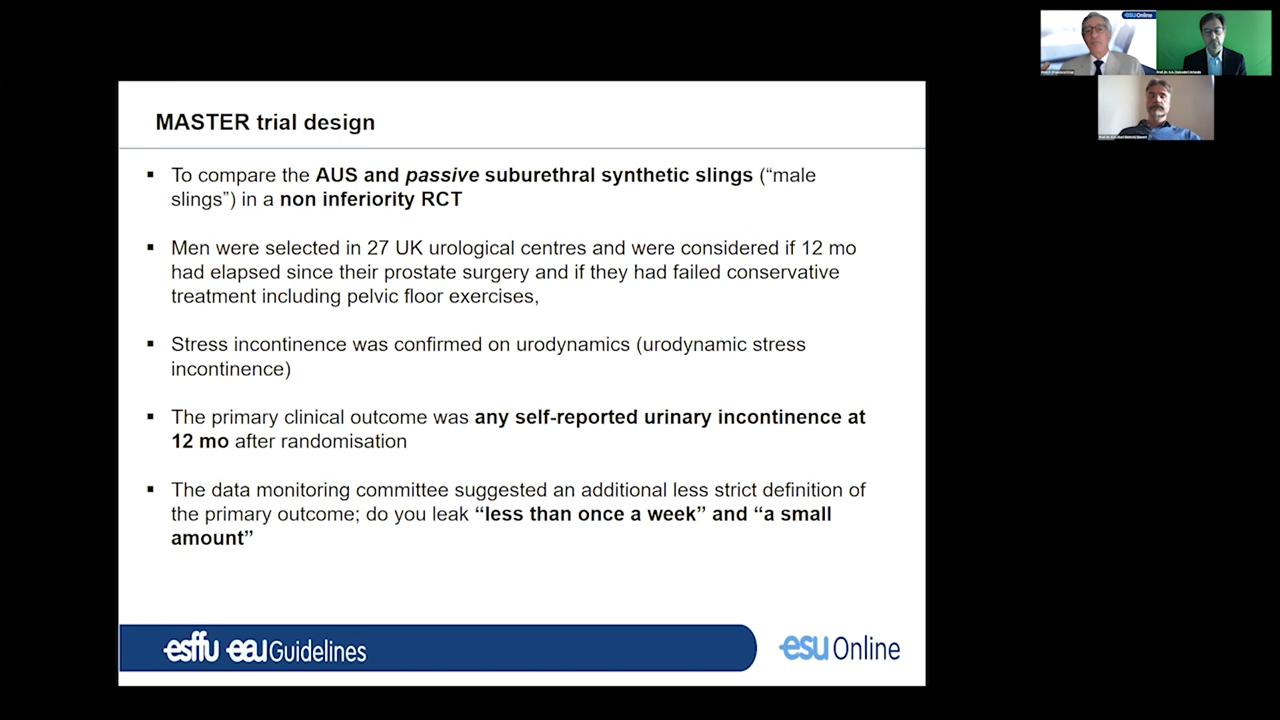 esu Online
MASTER trial design
▪ To compare the AUS and passive suburethral synthetic slings (“male
slings”) in a non inferiority RCT
▪ Men were selected in 27 UK urological centres and were considered if 12 mo
had elapsed since their prostate surgery and if they had failed conservative
treatment including pelvic floor exercises,
▪ Stress incontinence was confirmed on urodynamics (urodynamic stress
incontinence)
▪ The primary clinical outcome was any self-reported urinary incontinence at
12 mo after randomisation
▪ The data monitoring committee suggested an additional less strict definition of
the primary outcome; do you leak “less than once a week” and “a small
amount”
esffu eau Guidelines
esu Online